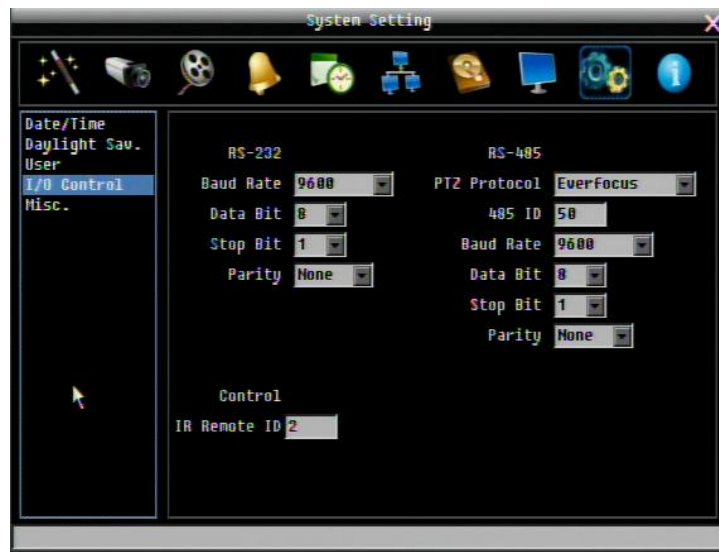 System Setting X
Date/Time
Daylight Sav.
User
I/O Control
Misc.
RS-232
Baud Rate 9600
Data Bit 8
Stop Bit 1
Parity None
RS-485
PTZ Protocol EverFocus
485 ID 50
Baud Rate 9600
Data Bit 8
Stop Bit 1
Parity None
Control
IR Remote ID 2